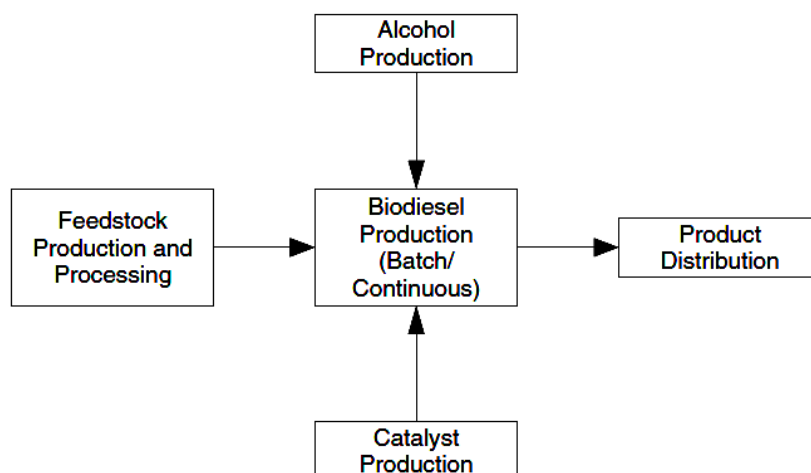 Alcohol
Production
Feedstock
Production and
Processing
Biodiesel
Production
(Batch/
Continuous)
Product
Distribution
Catalyst
Production